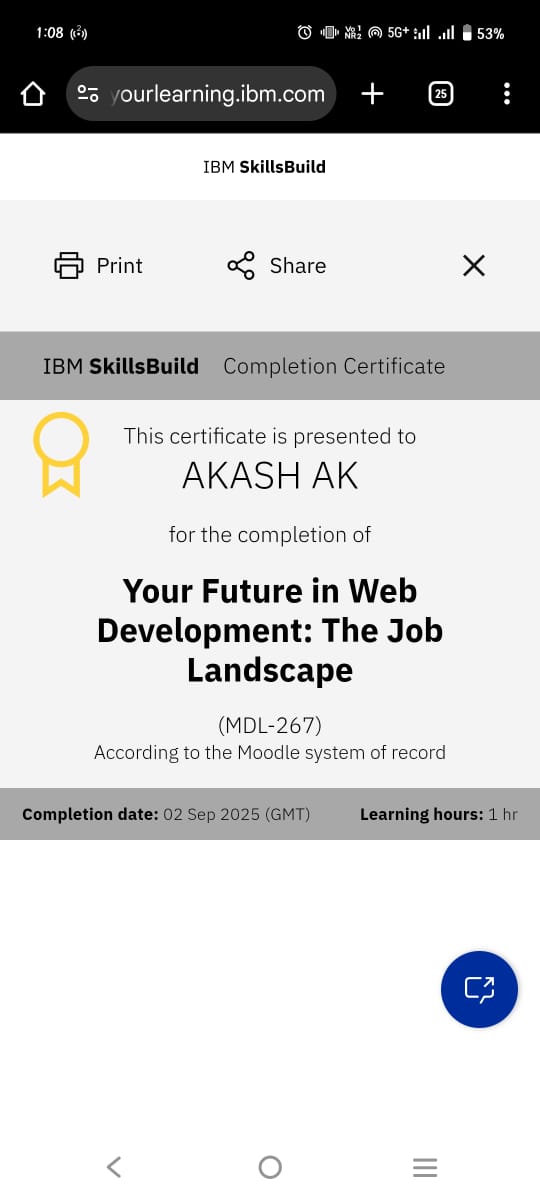 1:08
5G+ 53%
yourlearning.ibm.com
25
IBM SkillsBuild
Print Share
IBM SkillsBuild Completion Certificate
This certificate is presented to
AKASH AK
for the completion of
Your Future in Web
Development: The Job
Landscape
(MDL-267)
According to the Moodle system of record
Completion date: 02 Sep 2025 (GMT) Learning hours: 1 hr